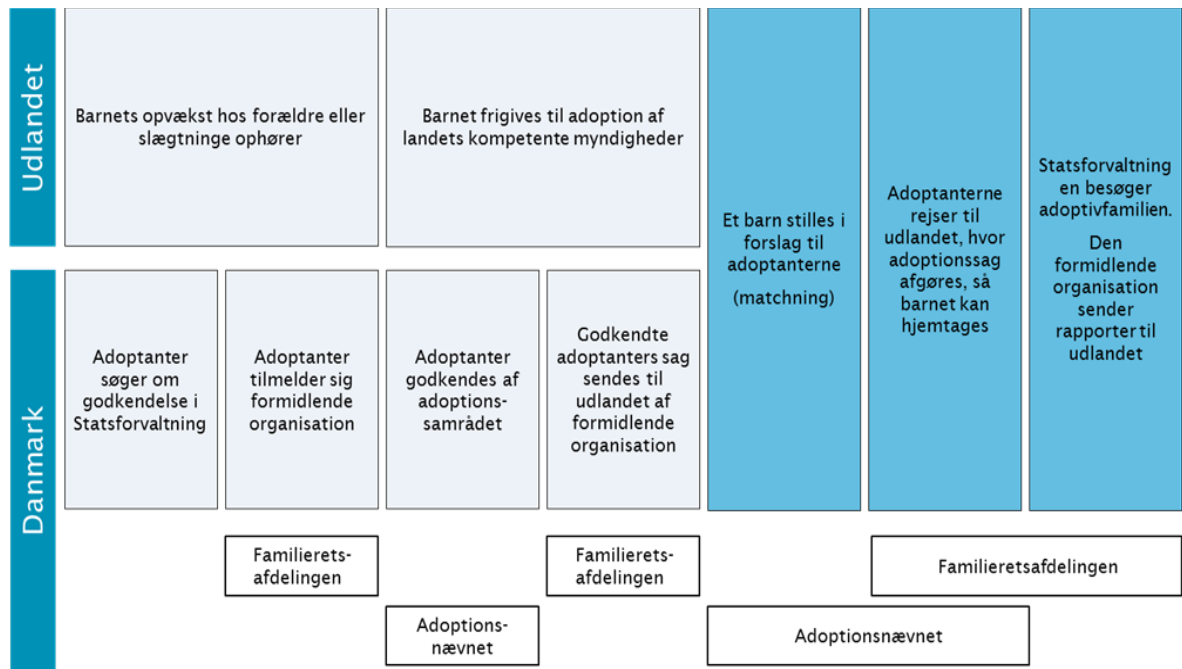 Udlandet
Barnets opvækst hos forældre eller
slægtninge ophører
Barnet frigives til adoption af
landets kompetente myndigheder
Et barn stilles i
forslag til
adoptanterne
(matchning)
Adoptanterne
rejser til
udlandet, hvor
adoptionssag
afgøres, så
barnet kan
hjemtages
Statsforvaltning
en besøger
adoptivfamilien.
Den
formidlende
organisation
sender
rapporter til
udlandet
Danmark
Adoptanter
søger om
godkendelse i
Statsforvaltning
Adoptanter
tilmelder sig
formidlende
organisation
Adoptanter
godkendes af
adoptions-
samrådet
Godkendte
adoptanters sag
sendes til
udlandet af
formidlende
organisation
Familierets-
afdelingen
Familierets-
afdelingen
Familieretsafdelingen
Adoptions-
nævnet
Adoptionsnævnet